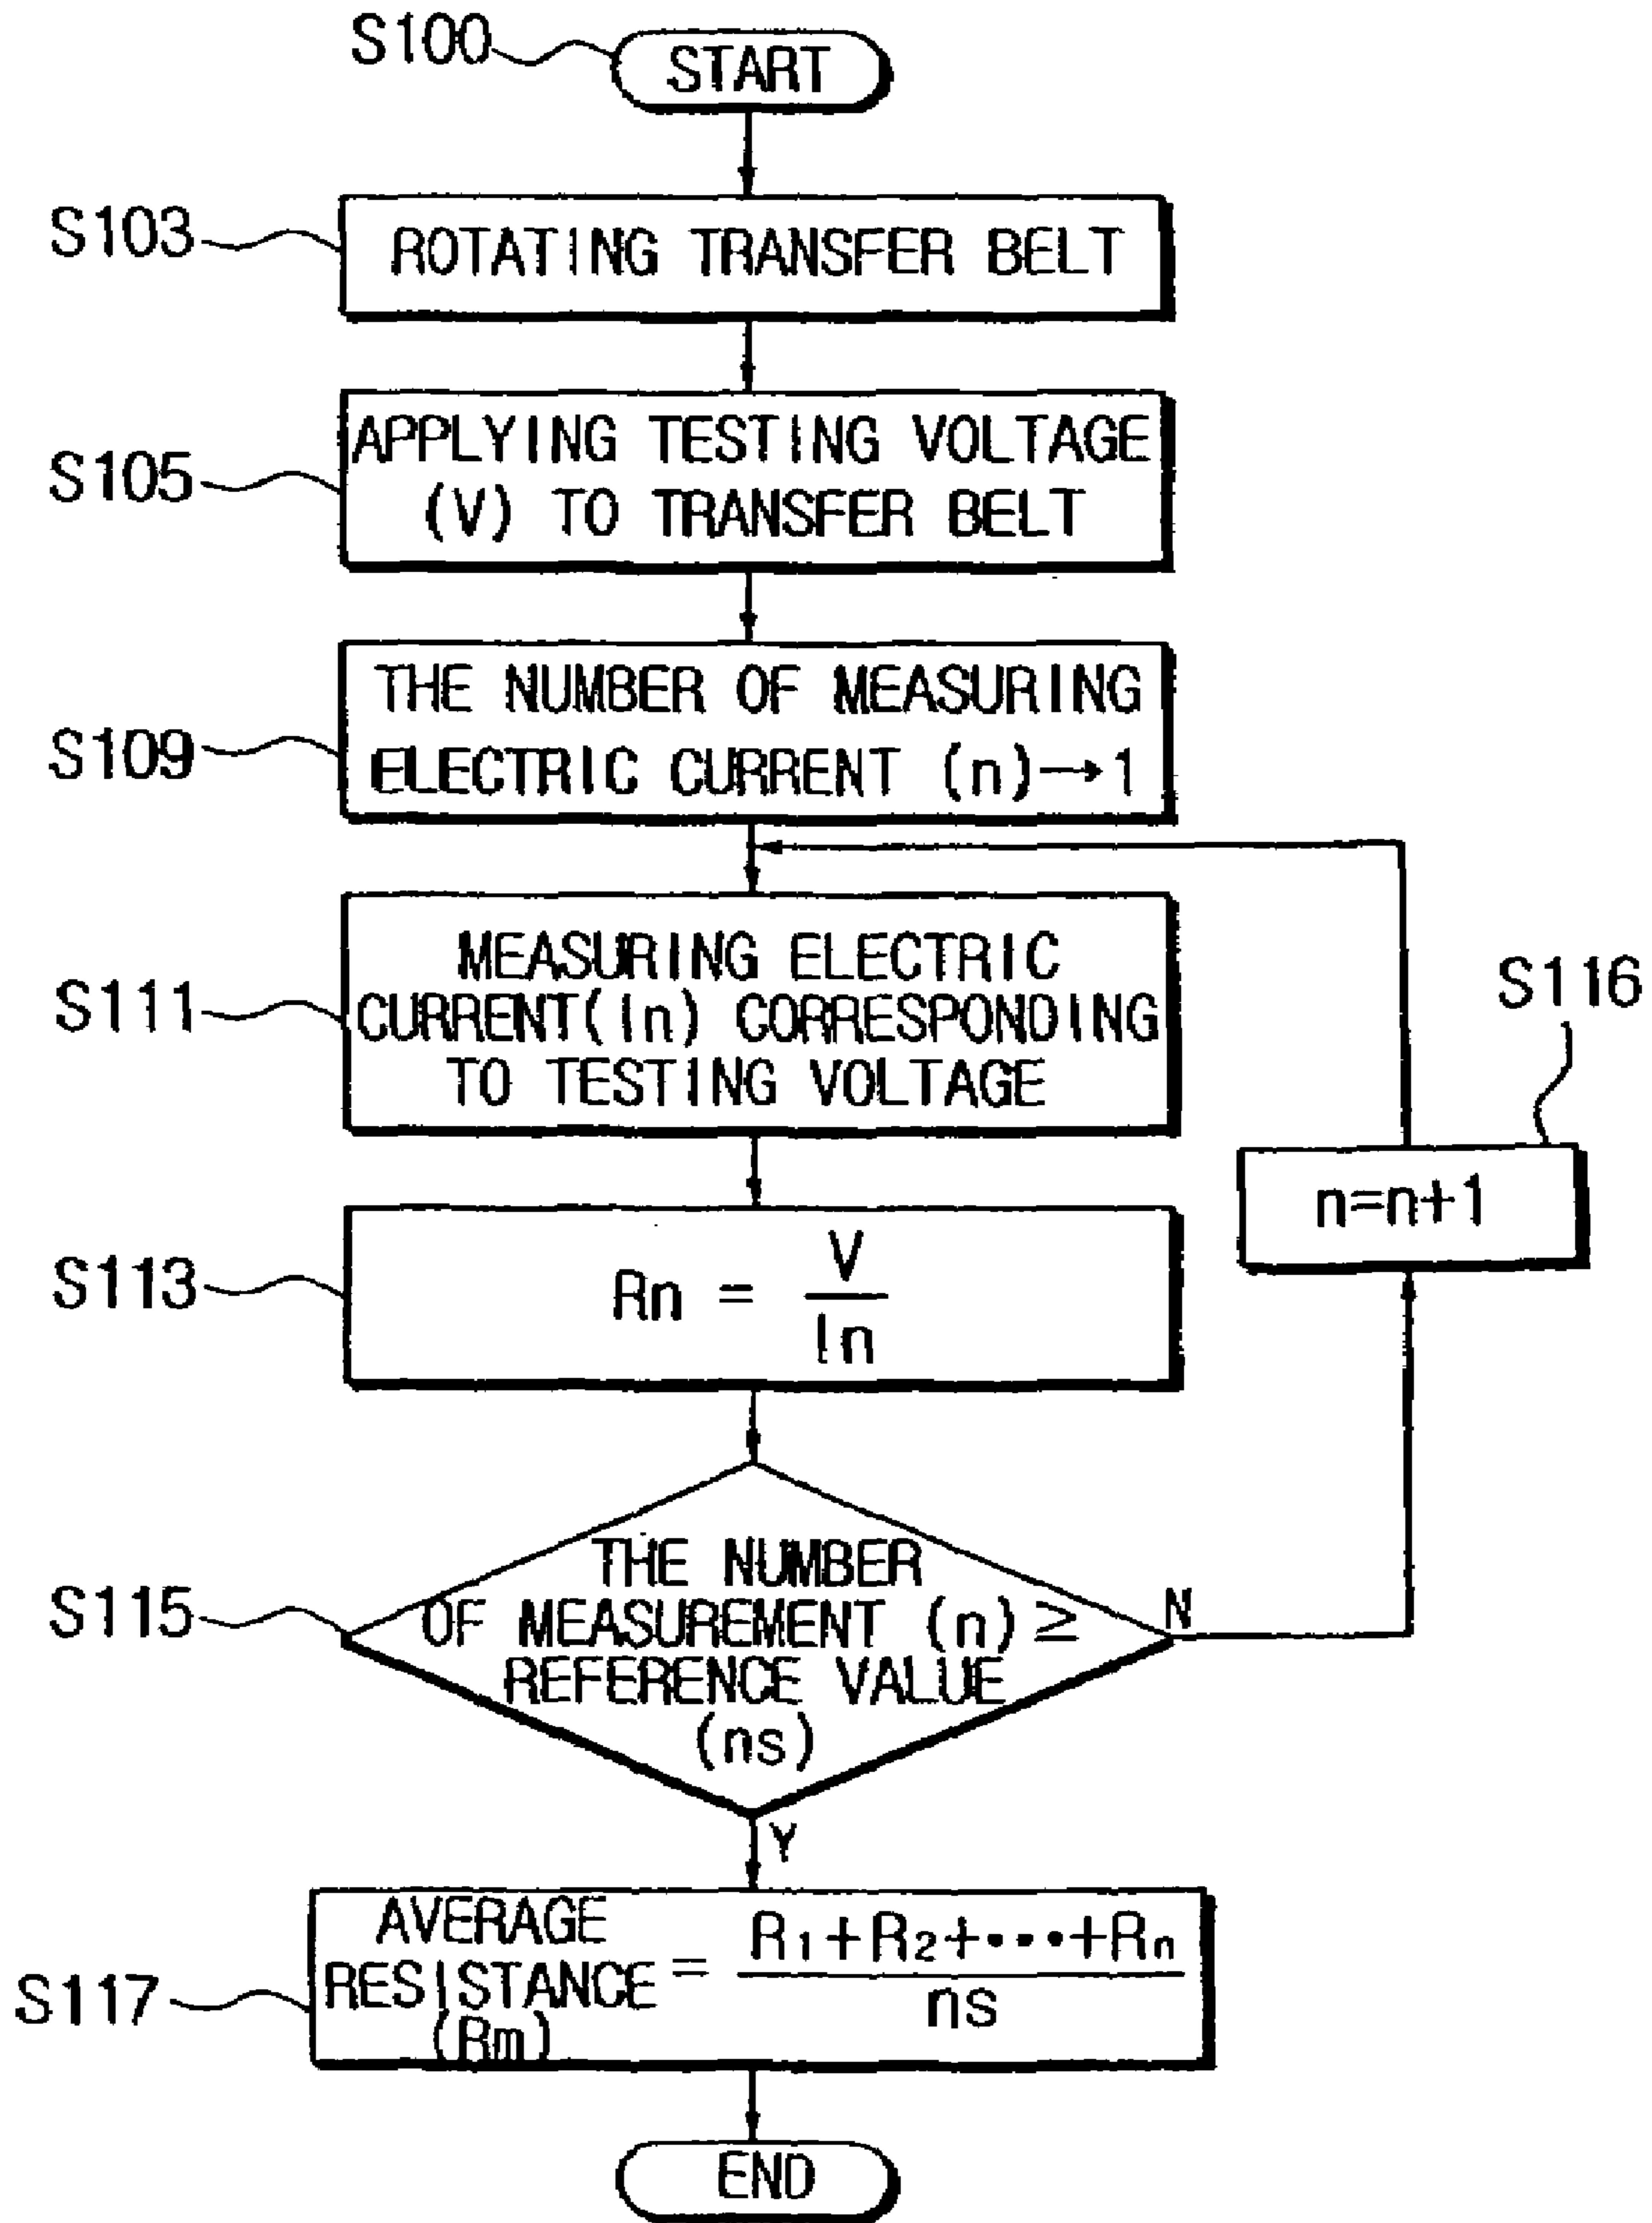 S100
START
S103
ROTATING TRANSFER BELT
S105
APPLYING TESTING VOLTAGE
(V) TO TRANSFER BELT
S109
THE NUMBER OF MEASURING
ELECTRIC CURRENT (n)→1
S111
MEASURING ELECTRIC
CURRENT(In) CORRESPONDING
TO TESTING VOLTAGE
S116
n=n+1
S113
Rn = V
In
S115
THE NUMBER
OF MEASUREMENT (n)≥
REFERENCE VALUE
(ns)
N
Y
S117
AVERAGE
RESISTANCE
(Rm)
= R1+R2+•••+Rn
ns
END